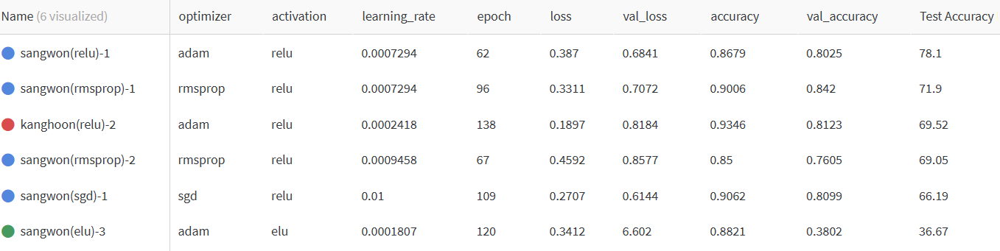 Name (6 visualized) optimizer activation learning_rate epoch loss val_loss accuracy val_accuracy Test Accuracy
sangwon(relu)-1 adam relu 0.0007294 62 0.387 0.6841 0.8679 0.8025 78.1
sangwon(rmsprop)-1 rmsprop relu 0.0007294 96 0.3311 0.7072 0.9006 0.842 71.9
kanghoon(relu)-2 adam relu 0.0002418 138 0.1897 0.8184 0.9346 0.8123 69.52
sangwon(rmsprop)-2 rmsprop relu 0.0009458 67 0.4592 0.8577 0.85 0.7605 69.05
sangwon(sgd)-1 sgd relu 0.01 109 0.2707 0.6144 0.9062 0.8099 66.19
sangwon(elu)-3 adam elu 0.0001807 120 0.3412 6.602 0.8821 0.3802 36.67